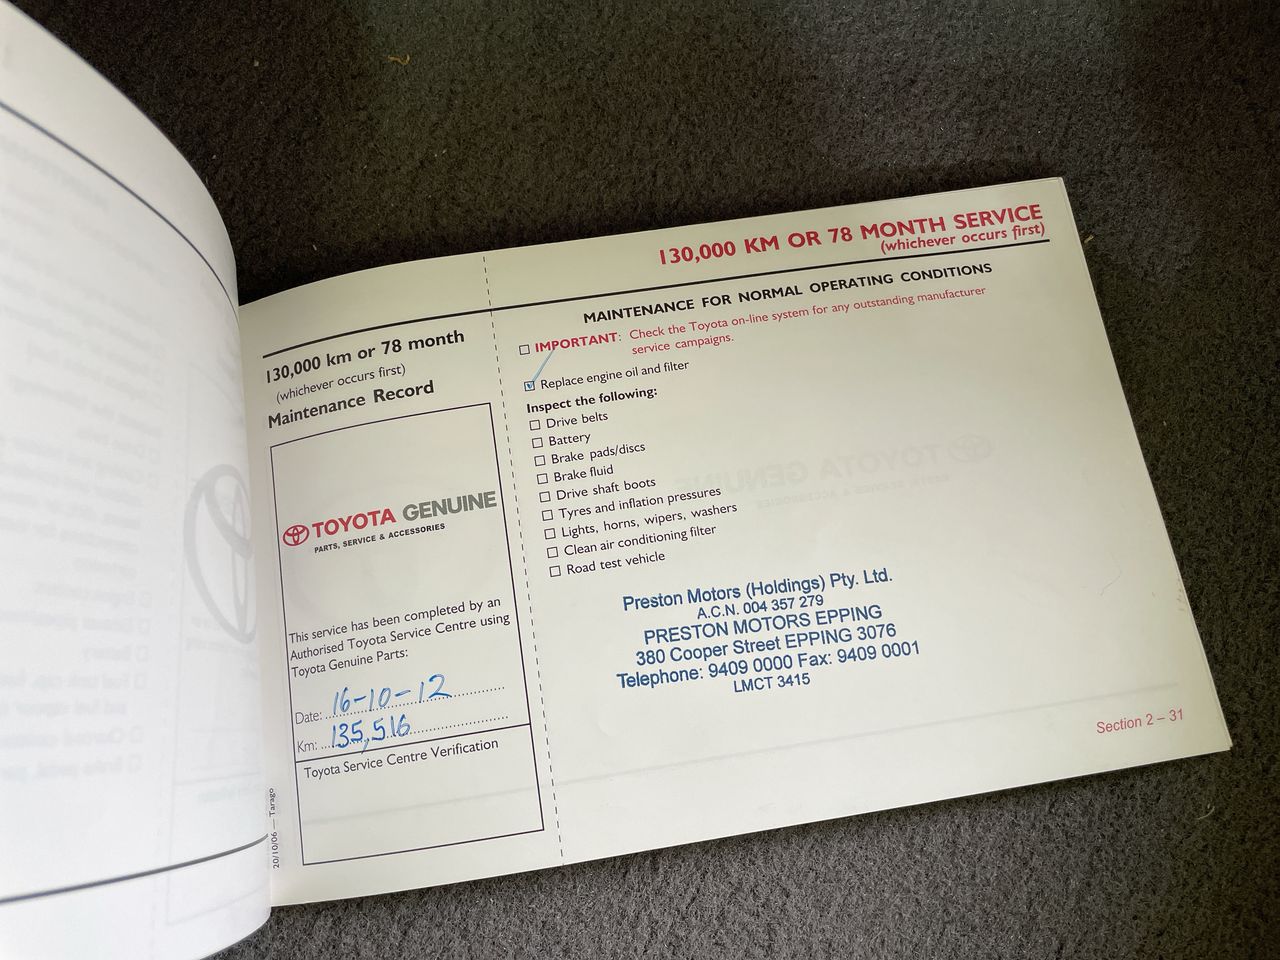 130,000 km or 78 month
(whichever occurs first)
Maintenance Record
TOYOTA GENUINE
PARTS, SERVICE & ACCESSORIES
This service has been completed by an
Authorised Toyota Service Centre using
Toyota Genuine Parts:
Date: 16-10-12
Km: 135,516
Toyota Service Centre Verification
20/10/06 — Tarago
130,000 KM OR 78 MONTH SERVICE
(whichever occurs first)
MAINTENANCE FOR NORMAL OPERATING CONDITIONS
IMPORTANT: Check the Toyota on-line system for any outstanding manufacturer
service campaigns.
Replace engine oil and filter
Inspect the following:
Drive belts
Battery
Brake pads/discs
Brake fluid
Drive shaft boots
Tyres and inflation pressures
Lights, horns, wipers, washers
Clean air conditioning filter
Road test vehicle
Preston Motors (Holdings) Pty. Ltd.
A.C.N. 004 357 279
PRESTON MOTORS EPPING
380 Cooper Street EPPING 3076
Telephone: 9409 0000 Fax: 9409 0001
LMCT 3415
Section 2 – 31